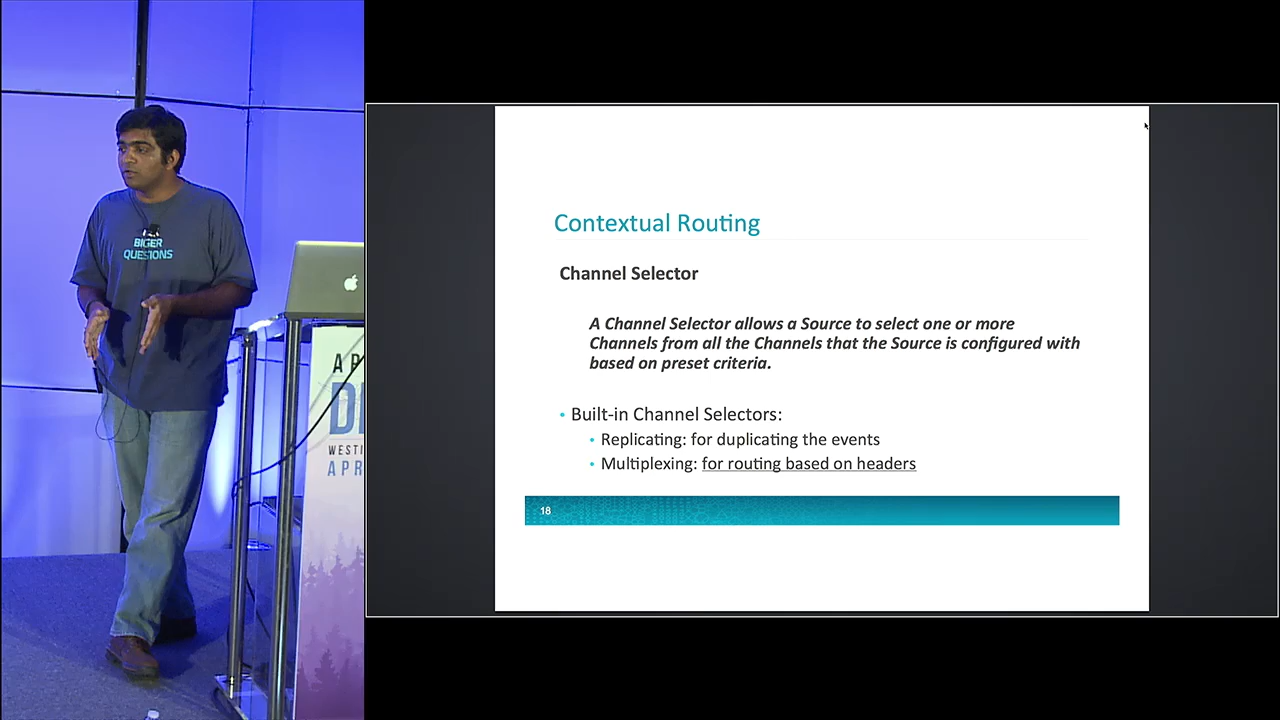 BIGER
QUESTIONS
AP
D
WESTI
APR
Contextual Routing
Channel Selector
A Channel Selector allows a Source to select one or more
Channels from all the Channels that the Source is configured with
based on preset criteria.
• Built-in Channel Selectors:
• Replicating: for duplicating the events
• Multiplexing: for routing based on headers
18